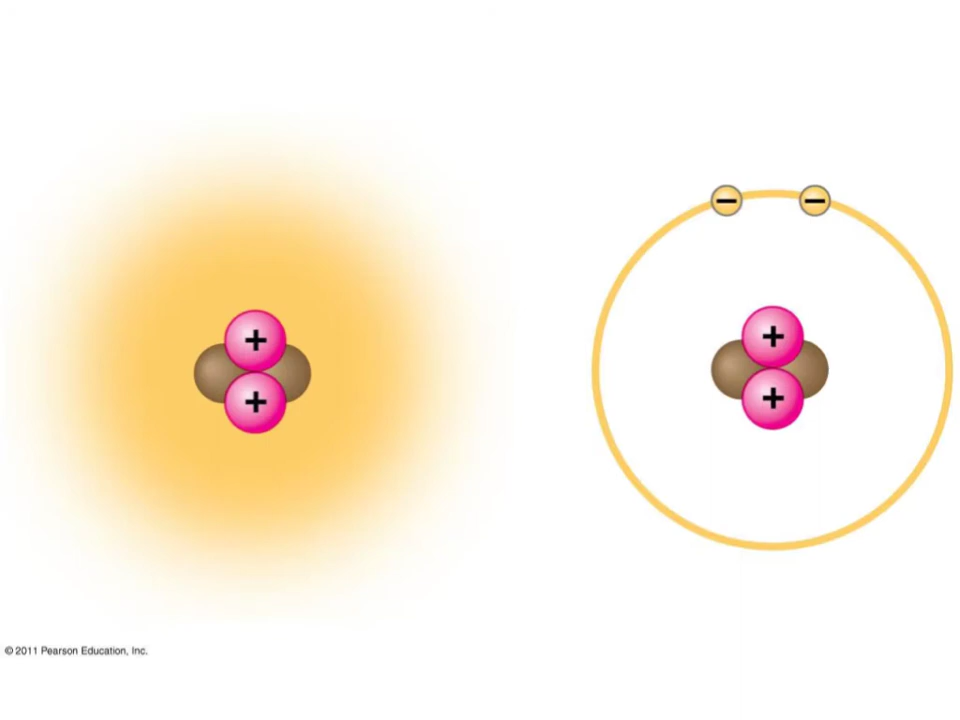 − −
+ +
+ +
© 2011 Pearson Education, Inc.